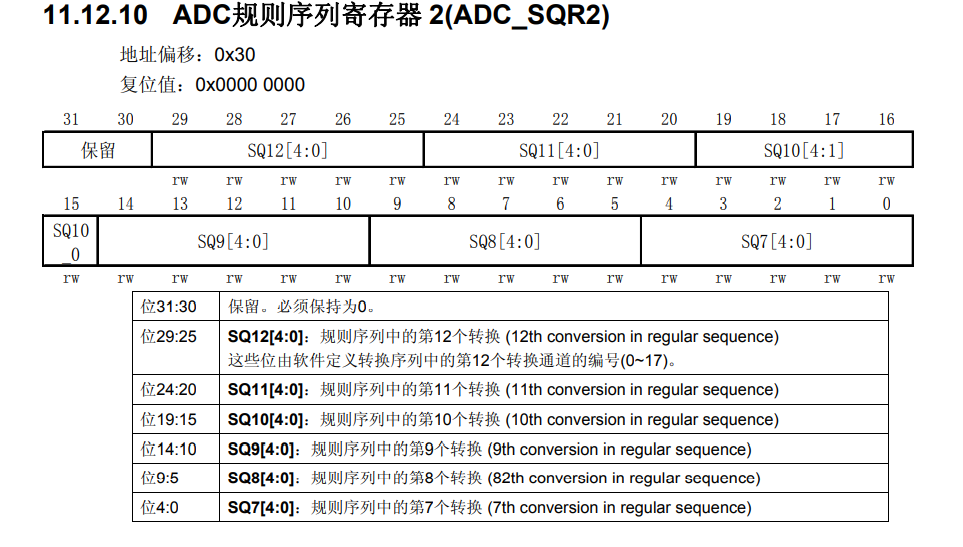 11.12.10 ADC规则序列寄存器 2(ADC_SQR2)
地址偏移：0x30
复位值：0x0000 0000
31 30 29 28 27 26 25 24 23 22 21 20 19 18 17 16
保留 SQ12[4:0] SQ11[4:0] SQ10[4:1]
rw rw rw rw rw rw rw rw rw rw rw rw rw rw
15 14 13 12 11 10 9 8 7 6 5 4 3 2 1 0
SQ10_0 SQ9[4:0] SQ8[4:0] SQ7[4:0]
rw rw rw rw rw rw rw rw rw rw rw rw rw rw rw rw
位31:30 保留。必须保持为0。
位29:25 SQ12[4:0]：规则序列中的第12个转换 (12th conversion in regular sequence)
这些位由软件定义转换序列中的第12个转换通道的编号(0~17)。
位24:20 SQ11[4:0]：规则序列中的第11个转换 (11th conversion in regular sequence)
位19:15 SQ10[4:0]：规则序列中的第10个转换 (10th conversion in regular sequence)
位14:10 SQ9[4:0]：规则序列中的第9个转换 (9th conversion in regular sequence)
位9:5 SQ8[4:0]：规则序列中的第8个转换 (82th conversion in regular sequence)
位4:0 SQ7[4:0]：规则序列中的第7个转换 (7th conversion in regular sequence)